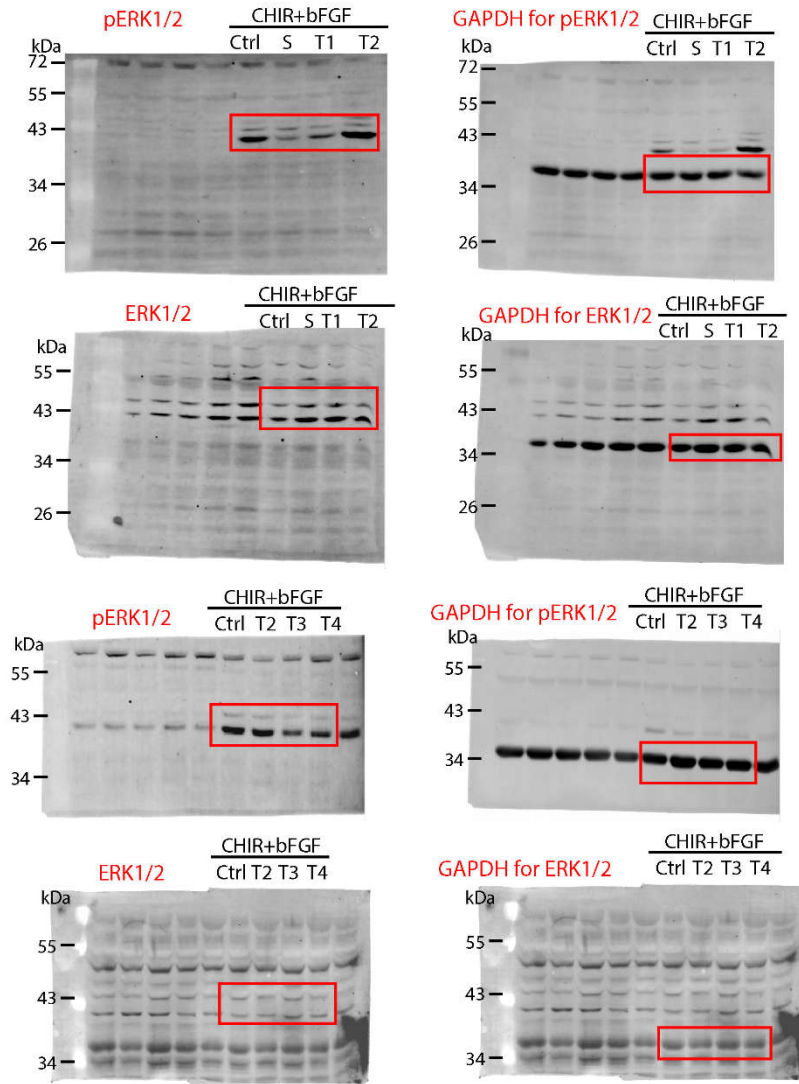 pERK1/2
CHIR+bFGF
kDa
Ctrl S T1 T2
72
55
43
34
26
GAPDH for pERK1/2
CHIR+bFGF
kDa
Ctrl S T1 T2
72
55
43
34
26
ERK1/2
CHIR+bFGF
kDa
Ctrl S T1 T2
55
43
34
26
GAPDH for ERK1/2
CHIR+bFGF
kDa
Ctrl S T1 T2
55
43
34
26
pERK1/2
CHIR+bFGF
kDa
Ctrl T2 T3 T4
55
43
34
GAPDH for pERK1/2
CHIR+bFGF
kDa
Ctrl T2 T3 T4
55
43
34
ERK1/2
CHIR+bFGF
kDa
Ctrl T2 T3 T4
55
43
34
GAPDH for ERK1/2
CHIR+bFGF
kDa
Ctrl T2 T3 T4
55
43
34